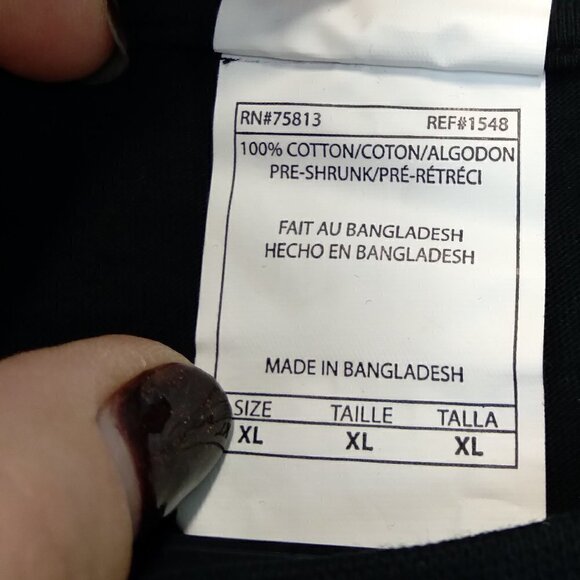 RN#75813 REF#1548
100% COTTON/COTON/ALGODON
PRE-SHRUNK/PRÉ-RÉTRÉCI
FAIT AU BANGLADESH
HECHO EN BANGLADESH
MADE IN BANGLADESH
SIZE TAILLE TALLA
XL XL XL